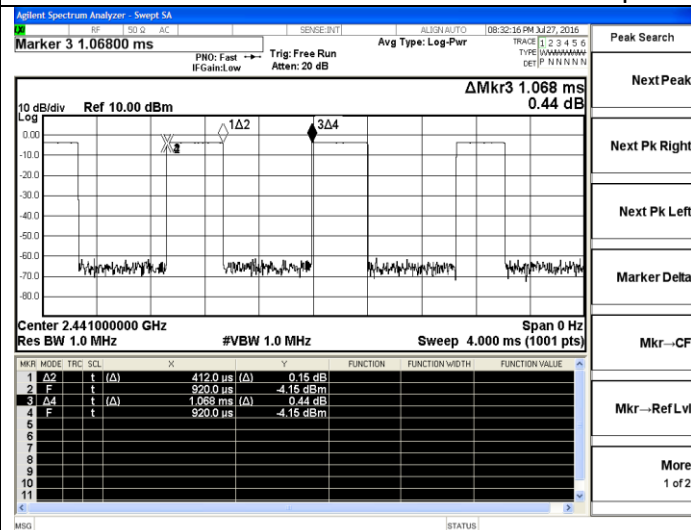 Agilent Spectrum Analyzer - Swept SA
RF 50 Ω AC SENSE:INT ALIGN AUTO 08:32:16 PM Jul 27, 2016
Marker 3 1.06800 ms
PNO: Fast
IFGain:Low
Trig: Free Run
Atten: 20 dB
Avg Type: Log-Pwr
TRACE 1 2 3 4 5 6
TYPE
DET P N N N N N
ΔMkr3 1.068 ms
0.44 dB
10 dB/div Ref 10.00 dBm
Log
1Δ2 3Δ4
0.00
-10.0
-20.0
-30.0
-40.0
-50.0
-60.0
-70.0
-80.0
Center 2.441000000 GHz Span 0 Hz
Res BW 1.0 MHz #VBW 1.0 MHz Sweep 4.000 ms (1001 pts)
MKR MODE TRC SCL X Y FUNCTION FUNCTION WIDTH FUNCTION VALUE
1 Δ2 t (Δ) 412.0 µs (Δ) 0.15 dB
2 F t 920.0 µs -4.15 dBm
3 Δ4 t (Δ) 1.068 ms (Δ) 0.44 dB
4 F t 920.0 µs -4.15 dBm
5
6
7
8
9
10
11
MSG STATUS
Peak Search
Next Peak
Next Pk Right
Next Pk Left
Marker Delta
Mkr→CF
Mkr→Ref Lvl
More
1 of 2